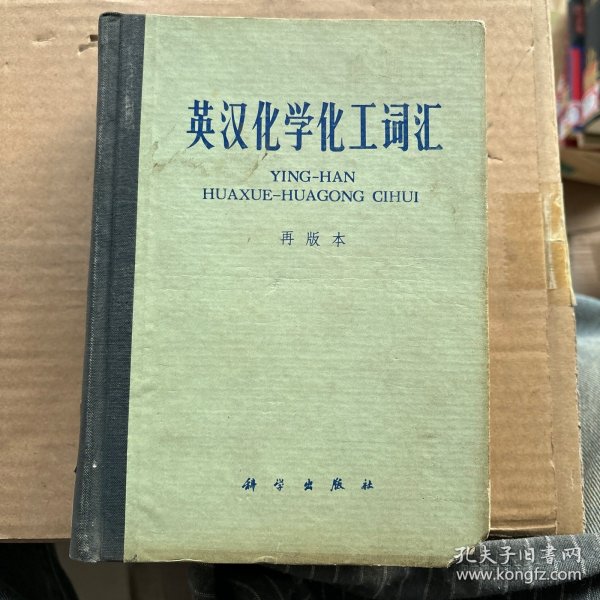 英汉化学化工词汇
YING-HAN
HUAXUE-HUAGONG CIHUI
再版本
科学出版社
孔夫子旧书网
www.kongfz.com